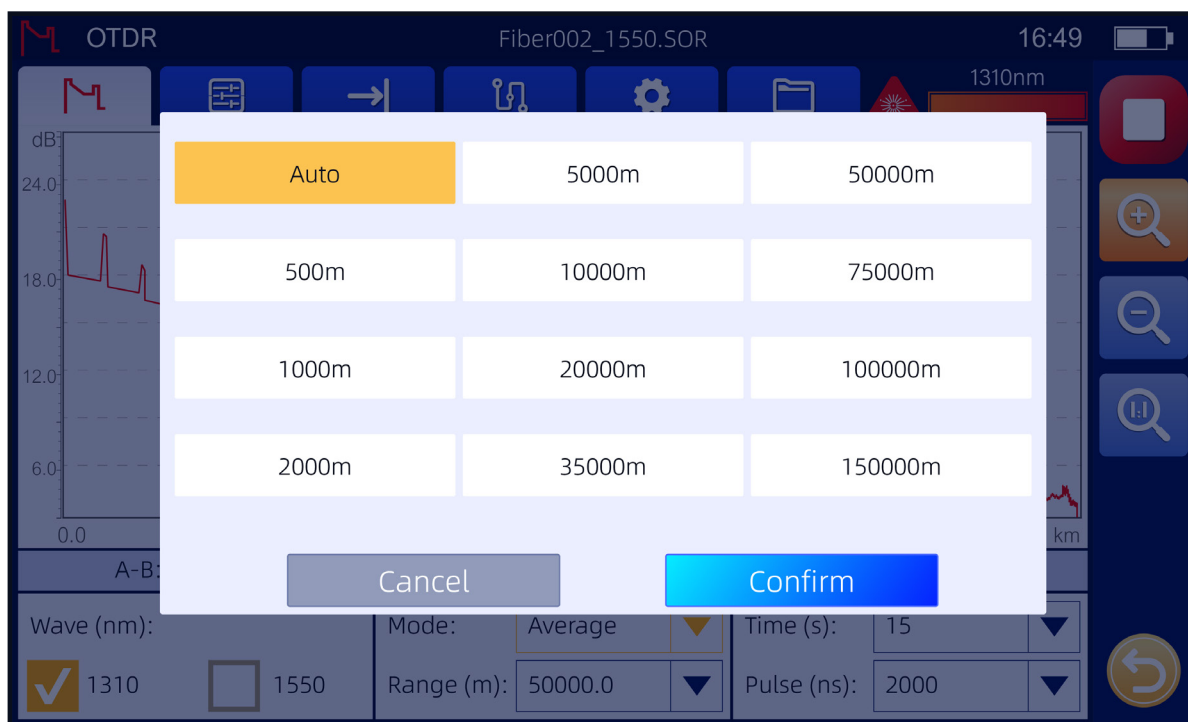 OTDR Fiber002_1550.SOR 16:49
1310nm
dB
24.0
18.0
12.0
6.0
0.0 km
Auto 5000m 50000m
500m 10000m 75000m
1000m 20000m 100000m
2000m 35000m 150000m
Cancel Confirm
A-B:
Wave (nm): Mode: Average Time (s): 15
1310 1550 Range (m): 50000.0 Pulse (ns): 2000
1:1